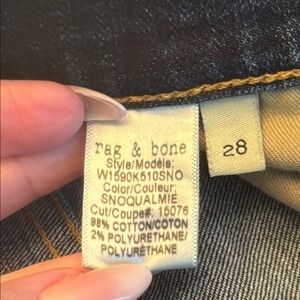 rag & bone
Style/Modèle:
W1590K510SNO
Color/Couleur:
SNOQUALMIE
Cut/Coupe#: 15076
98% COTTON/COTON
2% POLYURETHANE/
POLYURÉTHANE
28